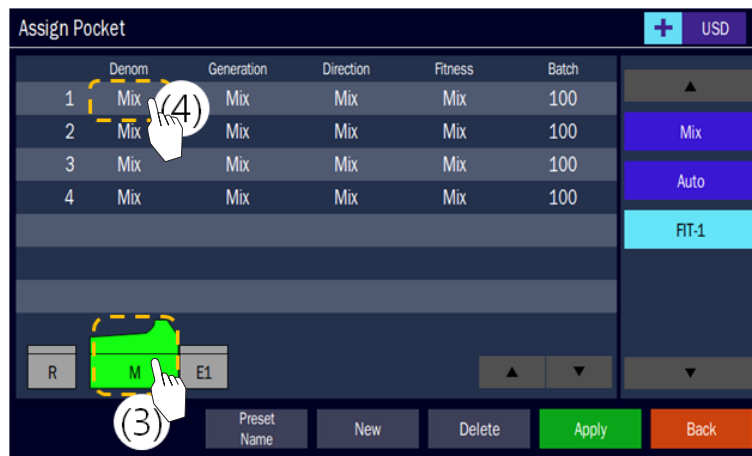 Assign Pocket + USD
Denom Generation Direction Fitness Batch
1 Mix Mix Mix Mix 100
(4)
2 Mix Mix Mix Mix 100
Mix
3 Mix Mix Mix Mix 100
Auto
4 Mix Mix Mix Mix 100
FIT-1
R M E1
(3)
Preset Name New Delete Apply Back